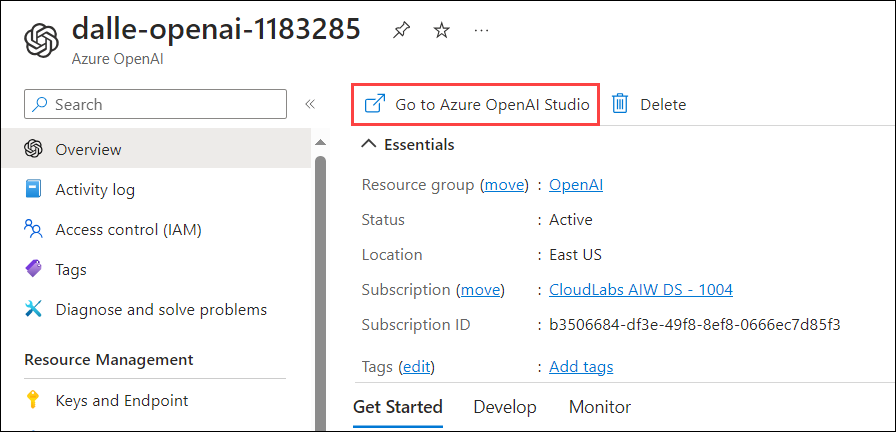 dalle-openai-1183285
Azure OpenAI
Search
Overview
Activity log
Access control (IAM)
Tags
Diagnose and solve problems
Resource Management
Keys and Endpoint
Go to Azure OpenAI Studio
Delete
Essentials
Resource group (move) : OpenAI
Status : Active
Location : East US
Subscription (move) : CloudLabs AIW DS - 1004
Subscription ID : b3506684-df3e-49f8-8ef8-0666ec7d85f3
Tags (edit) : Add tags
Get Started Develop Monitor